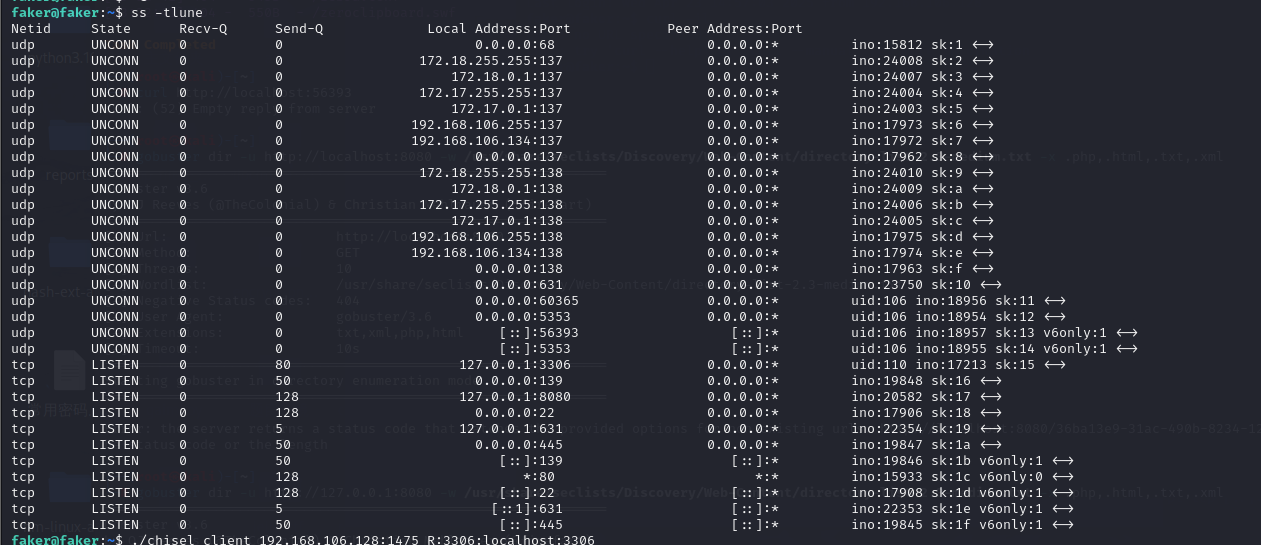 faker@faker:~$ ss -tlune
Netid State Recv-Q Send-Q Local Address:Port Peer Address:Port
udp UNCONN 0 0 0.0.0.0:68 0.0.0.0:* ino:15812 sk:1 <->
udp UNCONN 0 0 172.18.255.255:137 0.0.0.0:* ino:24008 sk:2 <->
udp UNCONN 0 0 172.18.0.1:137 0.0.0.0:* ino:24007 sk:3 <->
udp UNCONN 0 0 172.17.255.255:137 0.0.0.0:* ino:24004 sk:4 <->
udp UNCONN 0 0 172.17.0.1:137 0.0.0.0:* ino:24003 sk:5 <->
udp UNCONN 0 0 192.168.106.255:137 0.0.0.0:* ino:17973 sk:6 <->
udp UNCONN 0 0 192.168.106.134:137 0.0.0.0:* ino:17972 sk:7 <->
udp UNCONN 0 0 0.0.0.0:137 0.0.0.0:* ino:17962 sk:8 <->
udp UNCONN 0 0 172.18.255.255:138 0.0.0.0:* ino:24010 sk:9 <->
udp UNCONN 0 0 172.18.0.1:138 0.0.0.0:* ino:24009 sk:a <->
udp UNCONN 0 0 172.17.255.255:138 0.0.0.0:* ino:24006 sk:b <->
udp UNCONN 0 0 172.17.0.1:138 0.0.0.0:* ino:24005 sk:c <->
udp UNCONN 0 0 192.168.106.255:138 0.0.0.0:* ino:17975 sk:d <->
udp UNCONN 0 0 192.168.106.134:138 0.0.0.0:* ino:17974 sk:e <->
udp UNCONN 0 0 0.0.0.0:138 0.0.0.0:* ino:17963 sk:f <->
udp UNCONN 0 0 0.0.0.0:631 0.0.0.0:* ino:23750 sk:10 <->
udp UNCONN 0 0 0.0.0.0:60365 0.0.0.0:* uid:106 ino:18956 sk:11 <->
udp UNCONN 0 0 0.0.0.0:5353 0.0.0.0:* uid:106 ino:18954 sk:12 <->
udp UNCONN 0 0 [::]:56393 [::]:* uid:106 ino:18957 sk:13 v6only:1 <->
udp UNCONN 0 0 [::]:5353 [::]:* uid:106 ino:18955 sk:14 v6only:1 <->
tcp LISTEN 0 80 127.0.0.1:3306 0.0.0.0:* uid:110 ino:17213 sk:15 <->
tcp LISTEN 0 50 0.0.0.0:139 0.0.0.0:* ino:19848 sk:16 <->
tcp LISTEN 0 128 127.0.0.1:8080 0.0.0.0:* ino:20582 sk:17 <->
tcp LISTEN 0 128 0.0.0.0:22 0.0.0.0:* ino:17906 sk:18 <->
tcp LISTEN 0 5 127.0.0.1:631 0.0.0.0:* ino:22354 sk:19 <->
tcp LISTEN 0 50 0.0.0.0:445 0.0.0.0:* ino:19847 sk:1a <->
tcp LISTEN 0 50 [::]:139 [::]:* ino:19846 sk:1b v6only:1 <->
tcp LISTEN 0 128 *:80 *:* ino:15933 sk:1c v6only:0 <->
tcp LISTEN 0 128 [::]:22 [::]:* ino:17908 sk:1d v6only:1 <->
tcp LISTEN 0 5 [::1]:631 [::]:* ino:22353 sk:1e v6only:1 <->
tcp LISTEN 0 50 [::]:445 [::]:* ino:19845 sk:1f v6only:1 <->
faker@faker:~$ ./chisel client 192.168.106.128:1475 R:3306:localhost:3306